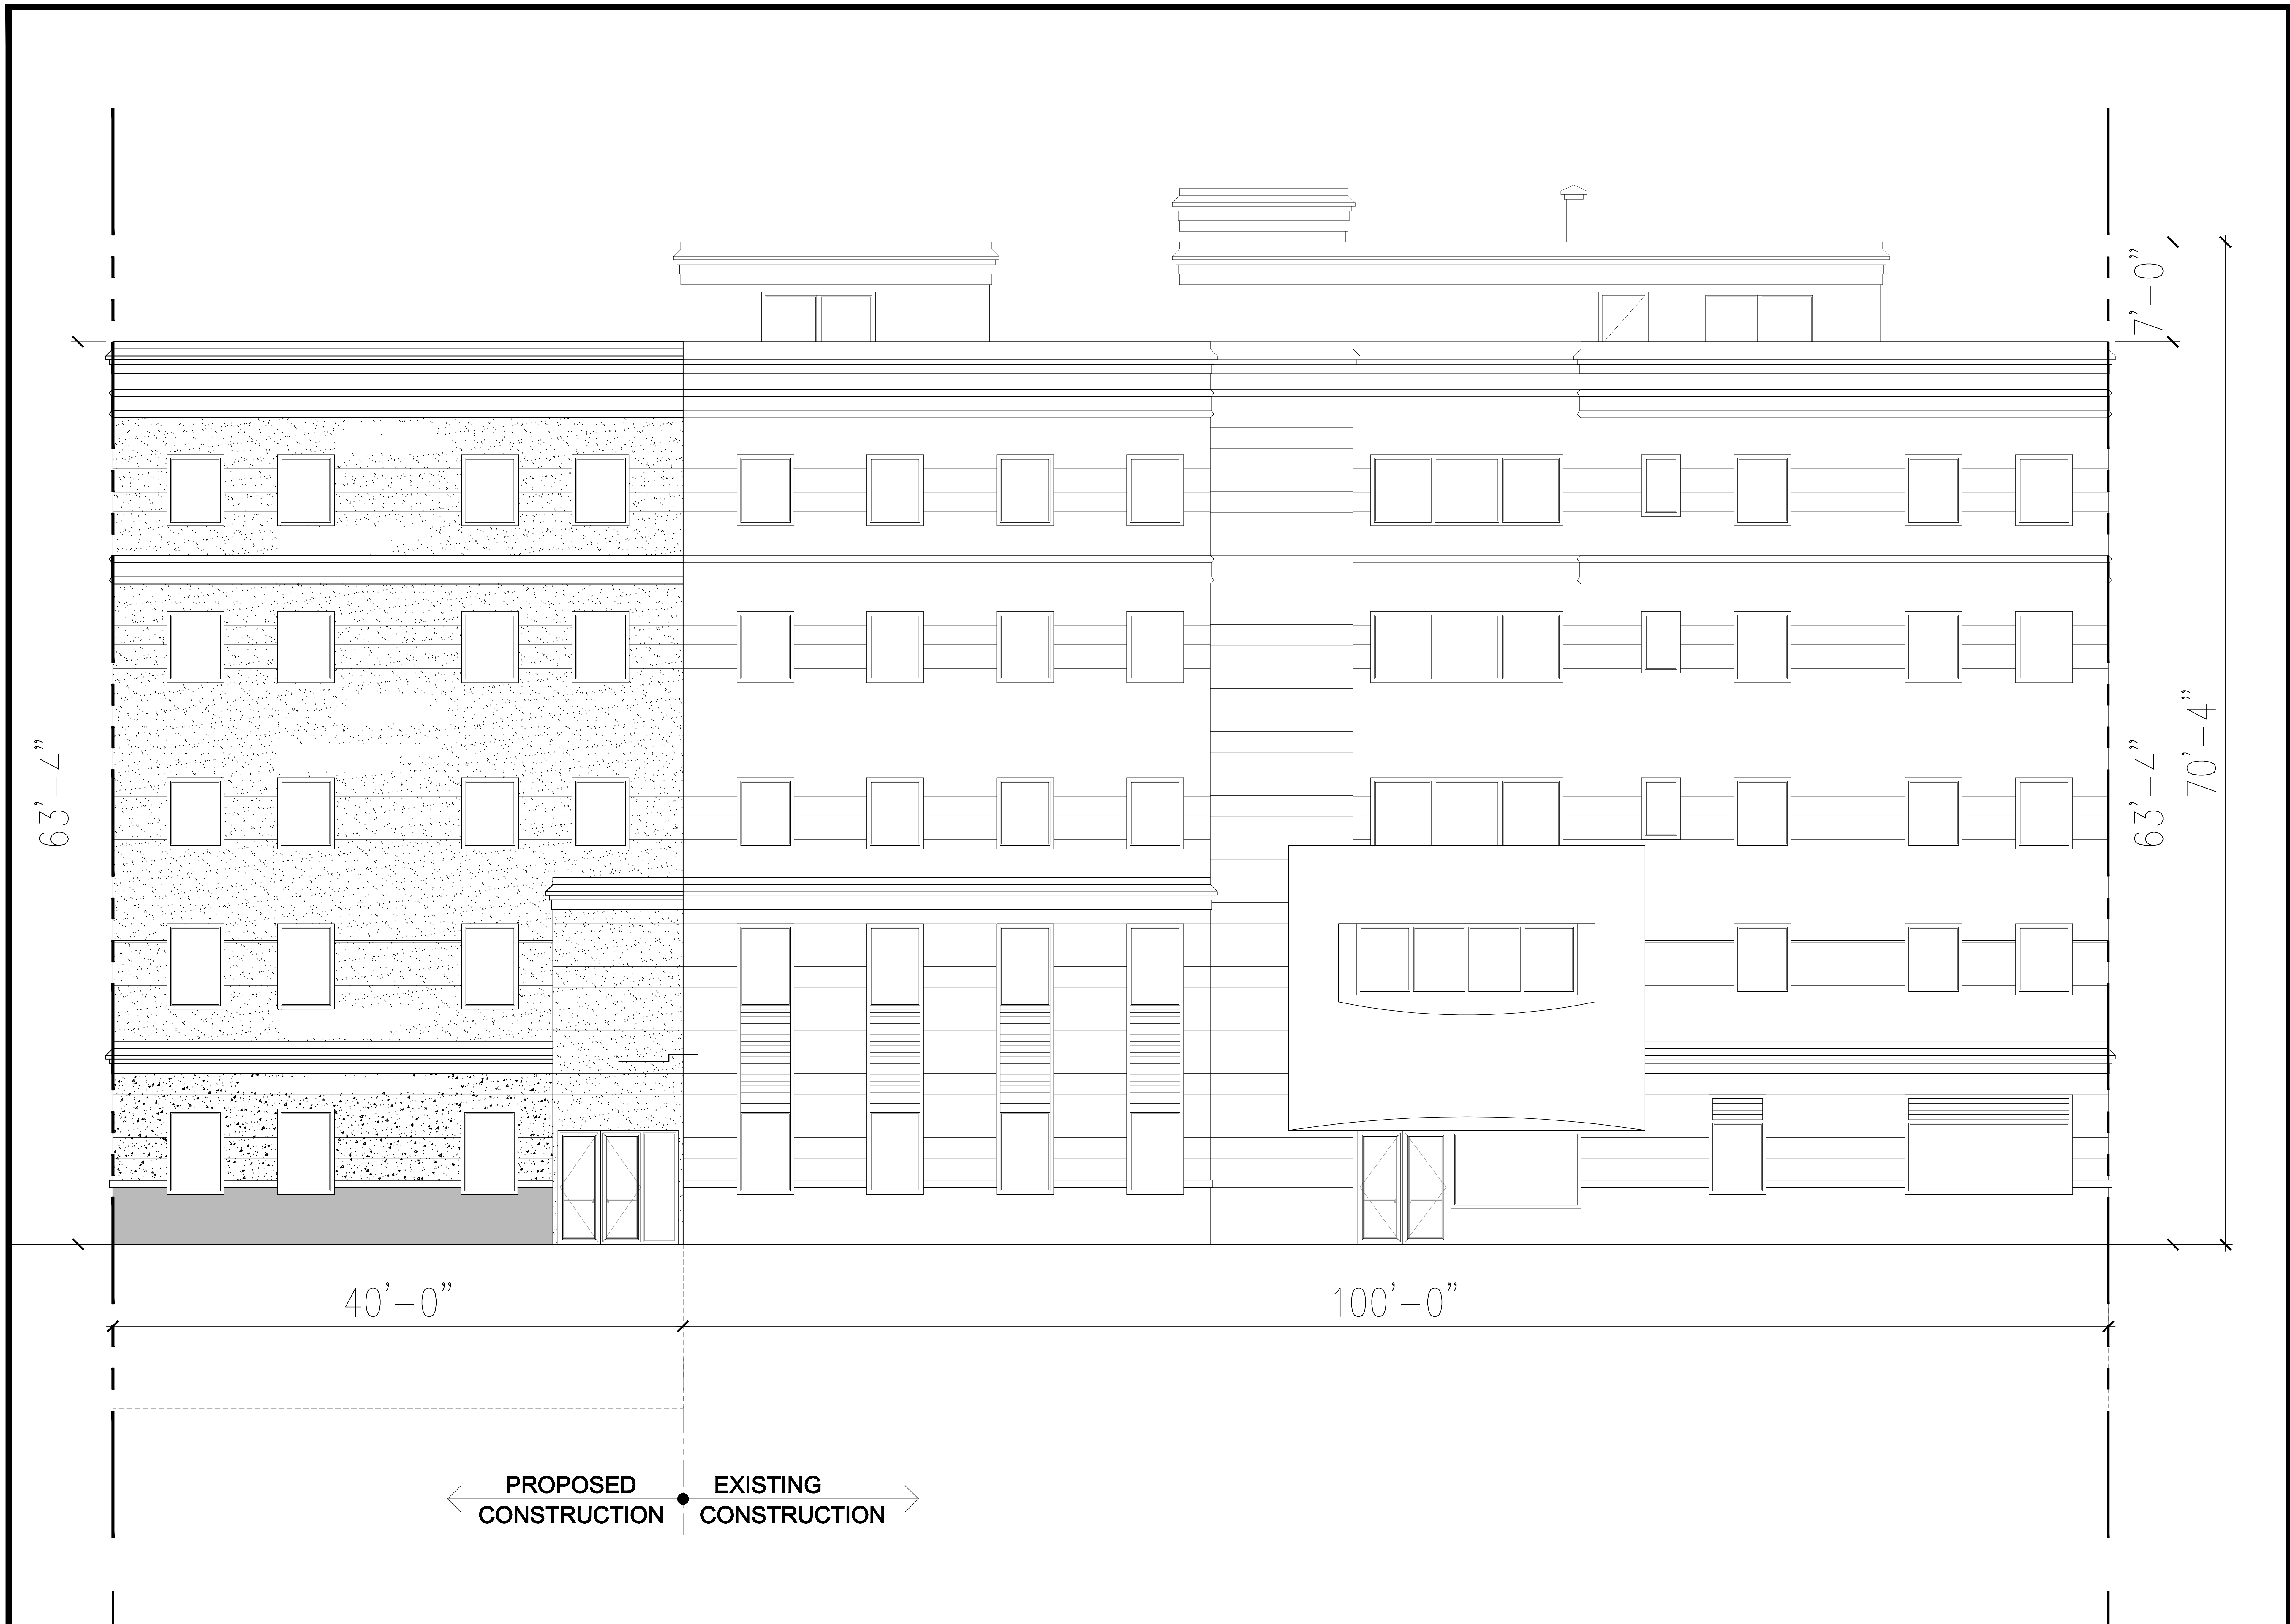 7'-0"
63'-4"
63'-4"
70'-4"
40'-0"
100'-0"
PROPOSED
CONSTRUCTION
EXISTING
CONSTRUCTION